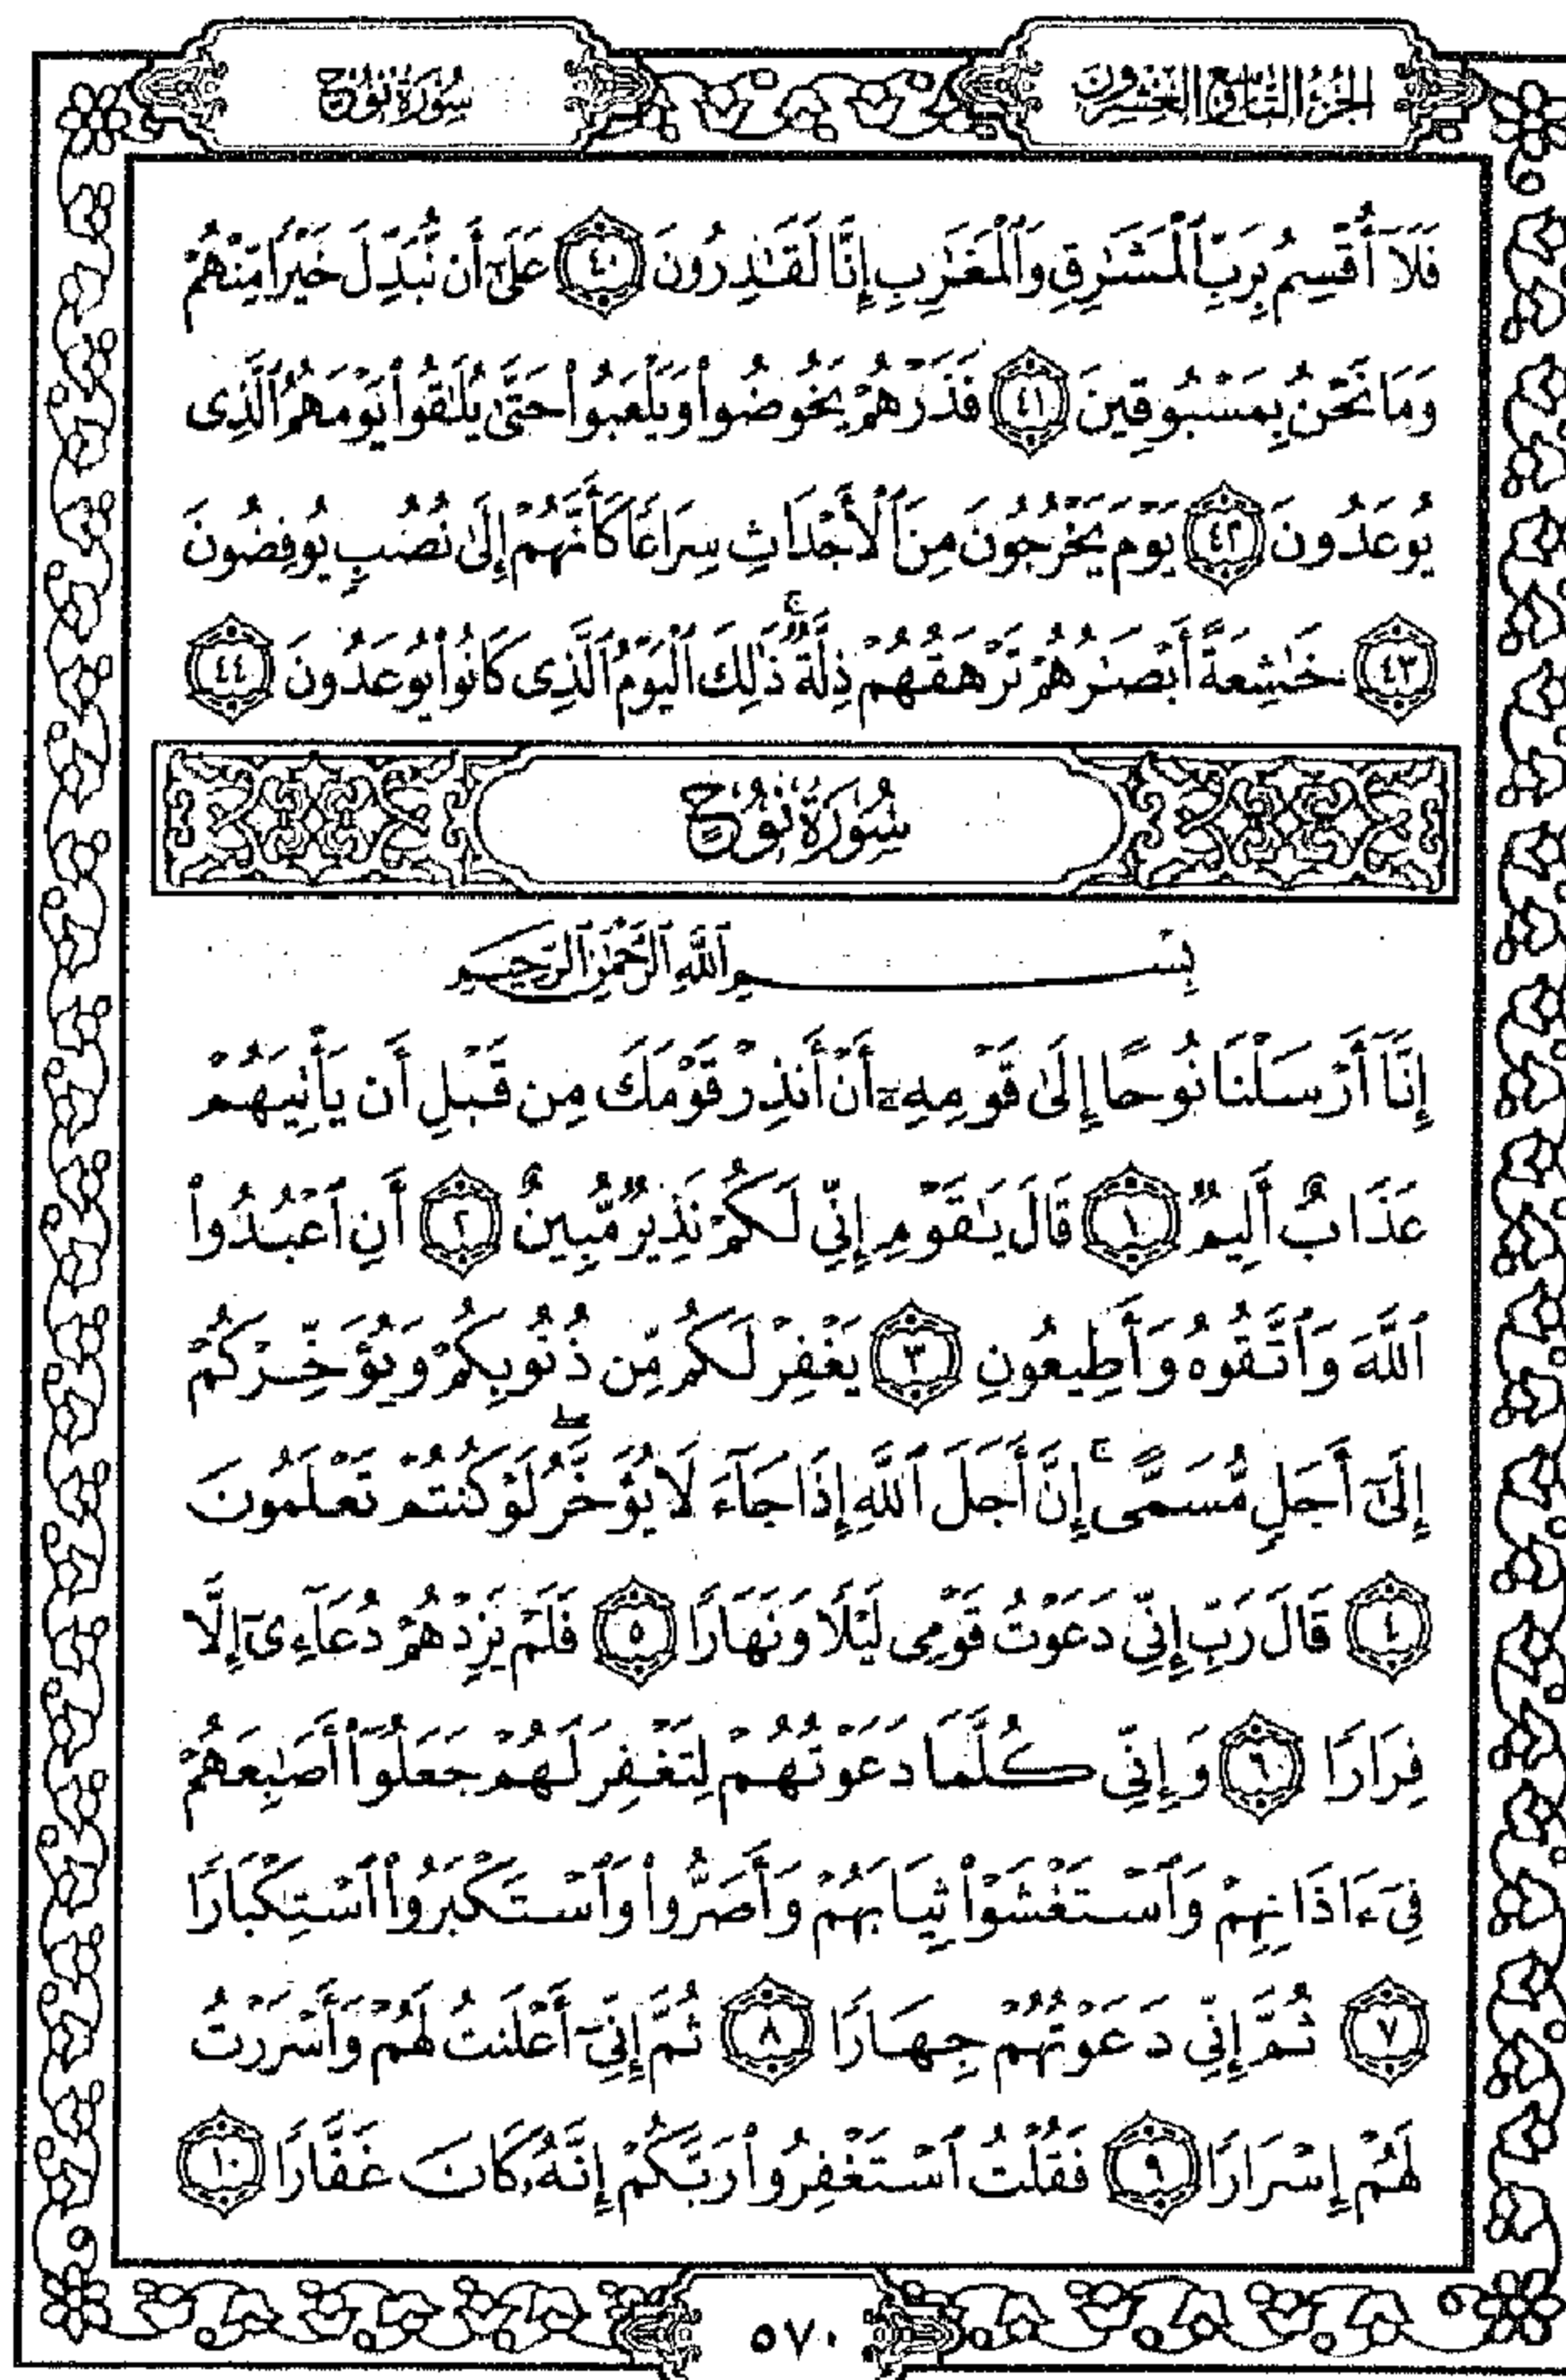 الجزء التاسع والعشرون
سورة نوح
فَلَآ أُقْسِمُ بِرَبِّ ٱلْمَشَٰرِقِ وَٱلْمَغَٰرِبِ إِنَّا لَقَٰدِرُونَ ﴿٤٠﴾ عَلَىٰٓ أَن نُّبَدِّلَ خَيْرًا مِّنْهُمْ
وَمَا نَحْنُ بِمَسْبُوقِينَ ﴿٤١﴾ فَذَرْهُمْ يَخُوضُوا۟ وَيَلْعَبُوا۟ حَتَّىٰ يُلَٰقُوا۟ يَوْمَهُمُ ٱلَّذِى
يُوعَدُونَ ﴿٤٢﴾ يَوْمَ يَخْرُجُونَ مِنَ ٱلْأَجْدَاثِ سِرَاعًا كَأَنَّهُمْ إِلَىٰ نُصُبٍ يُوفِضُونَ
﴿٤٣﴾ خَٰشِعَةً أَبْصَٰرُهُمْ تَرْهَقُهُمْ ذِلَّةٌ ۚ ذَٰلِكَ ٱلْيَوْمُ ٱلَّذِى كَانُوا۟ يُوعَدُونَ ﴿٤٤﴾
سُورَةُ نُوحٍ
بِسْمِ ٱللَّهِ ٱلرَّحْمَٰنِ ٱلرَّحِيمِ
إِنَّآ أَرْسَلْنَا نُوحًا إِلَىٰ قَوْمِهِۦٓ أَنْ أَنذِرْ قَوْمَكَ مِن قَبْلِ أَن يَأْتِيَهُمْ
عَذَابٌ أَلِيمٌ ﴿١﴾ قَالَ يَٰقَوْمِ إِنِّى لَكُمْ نَذِيرٌ مُّبِينٌ ﴿٢﴾ أَنِ ٱعْبُدُوا۟
ٱللَّهَ وَٱتَّقُوهُ وَأَطِيعُونِ ﴿٣﴾ يَغْفِرْ لَكُم مِّن ذُنُوبِكُمْ وَيُؤَخِّرْكُمْ
إِلَىٰٓ أَجَلٍ مُّسَمًّى ۚ إِنَّ أَجَلَ ٱللَّهِ إِذَا جَآءَ لَا يُؤَخَّرُ ۖ لَوْ كُنتُمْ تَعْلَمُونَ
﴿٤﴾ قَالَ رَبِّ إِنِّى دَعَوْتُ قَوْمِى لَيْلًا وَنَهَارًا ﴿٥﴾ فَلَمْ يَزِدْهُمْ دُعَآءِىٓ إِلَّا
فِرَارًا ﴿٦﴾ وَإِنِّى كُلَّمَا دَعَوْتُهُمْ لِتَغْفِرَ لَهُمْ جَعَلُوٓا۟ أَصَٰبِعَهُمْ
فِىٓ ءَاذَانِهِمْ وَٱسْتَغْشَوْا۟ ثِيَابَهُمْ وَأَصَرُّوا۟ وَٱسْتَكْبَرُوا۟ ٱسْتِكْبَارًا
﴿٧﴾ ثُمَّ إِنِّى دَعَوْتُهُمْ جِهَارًا ﴿٨﴾ ثُمَّ إِنِّىٓ أَعْلَنتُ لَهُمْ وَأَسْرَرْتُ
لَهُمْ إِسْرَارًا ﴿٩﴾ فَقُلْتُ ٱسْتَغْفِرُوا۟ رَبَّكُمْ إِنَّهُۥ كَانَ غَفَّارًا ﴿١٠﴾
٥٧٠